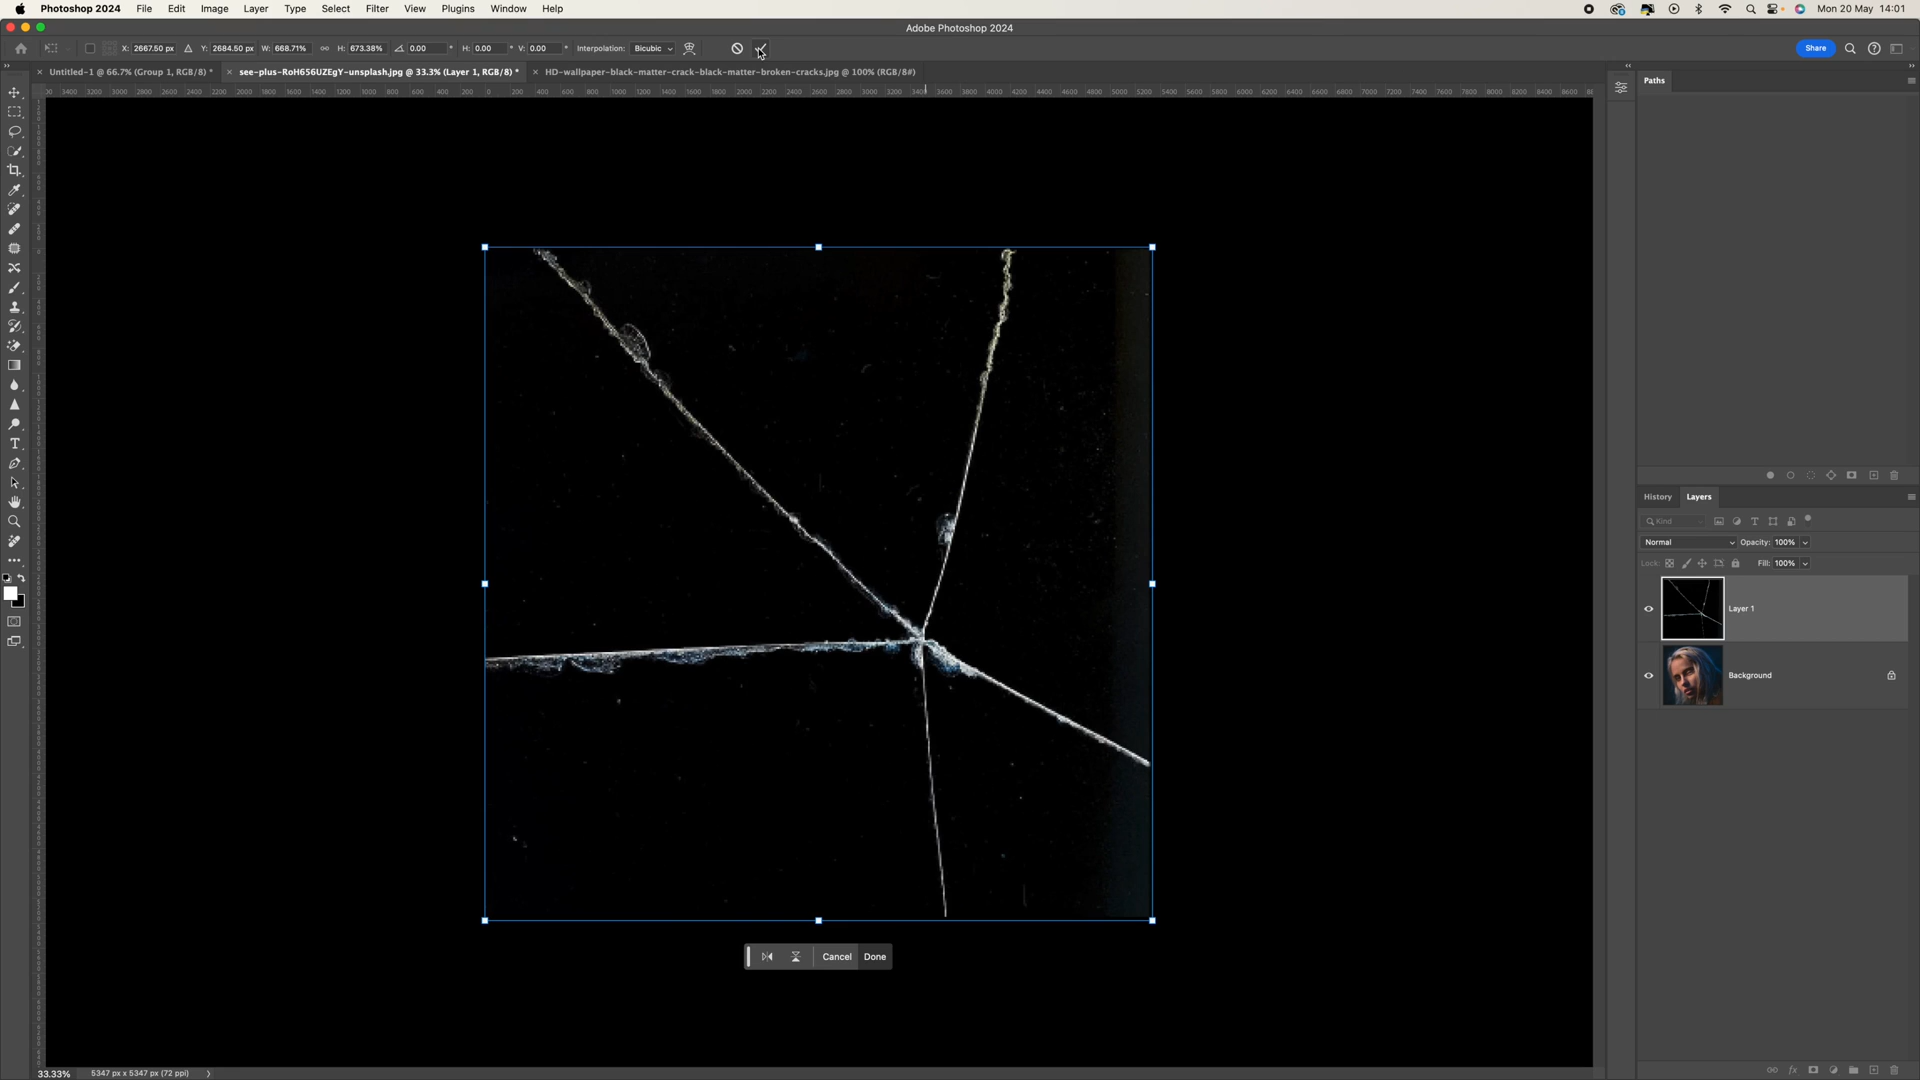 Photoshop 2024 File Edit Image Layer Type Select Filter View Plugins Window Help Mon 20 May 14:01
Adobe Photoshop 2024
X: 2667.50 px Y: 2684.50 px W: 668.71% H: 673.38% 0.00 ° H: 0.00 ° V: 0.00 ° Interpolation: Bicubic Share
Untitled-1 @ 66.7% (Group 1, RGB/8) * see-plus-RoH656UZEgY-unsplash.jpg @ 33.3% (Layer 1, RGB/8) * HD-wallpaper-black-matter-crack-black-matter-broken-cracks.jpg @ 100% (RGB/8#)
Paths
History Layers
Kind
Normal Opacity: 100%
Lock: Fill: 100%
Layer 1
Background
Cancel Done
33.33% 5347 px x 5347 px (72 ppi)